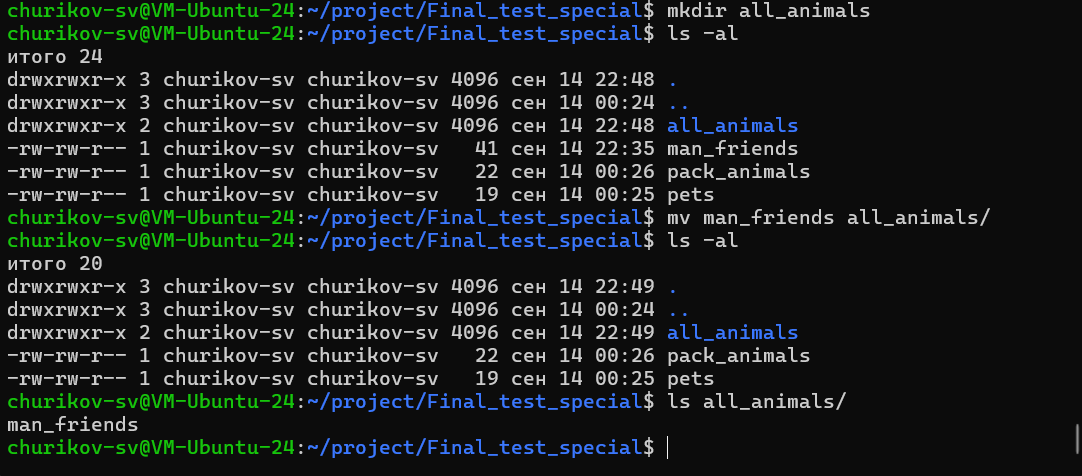 churikov-sv@VM-Ubuntu-24:~/project/Final_test_special$ mkdir all_animals
churikov-sv@VM-Ubuntu-24:~/project/Final_test_special$ ls -al
итого 24
drwxrwxr-x 3 churikov-sv churikov-sv 4096 сен 14 22:48 .
drwxrwxr-x 3 churikov-sv churikov-sv 4096 сен 14 00:24 ..
drwxrwxr-x 2 churikov-sv churikov-sv 4096 сен 14 22:48 all_animals
-rw-rw-r-- 1 churikov-sv churikov-sv   41 сен 14 22:35 man_friends
-rw-rw-r-- 1 churikov-sv churikov-sv   22 сен 14 00:26 pack_animals
-rw-rw-r-- 1 churikov-sv churikov-sv   19 сен 14 00:25 pets
churikov-sv@VM-Ubuntu-24:~/project/Final_test_special$ mv man_friends all_animals/
churikov-sv@VM-Ubuntu-24:~/project/Final_test_special$ ls -al
итого 20
drwxrwxr-x 3 churikov-sv churikov-sv 4096 сен 14 22:49 .
drwxrwxr-x 3 churikov-sv churikov-sv 4096 сен 14 00:24 ..
drwxrwxr-x 2 churikov-sv churikov-sv 4096 сен 14 22:49 all_animals
-rw-rw-r-- 1 churikov-sv churikov-sv   22 сен 14 00:26 pack_animals
-rw-rw-r-- 1 churikov-sv churikov-sv   19 сен 14 00:25 pets
churikov-sv@VM-Ubuntu-24:~/project/Final_test_special$ ls all_animals/
man_friends
churikov-sv@VM-Ubuntu-24:~/project/Final_test_special$